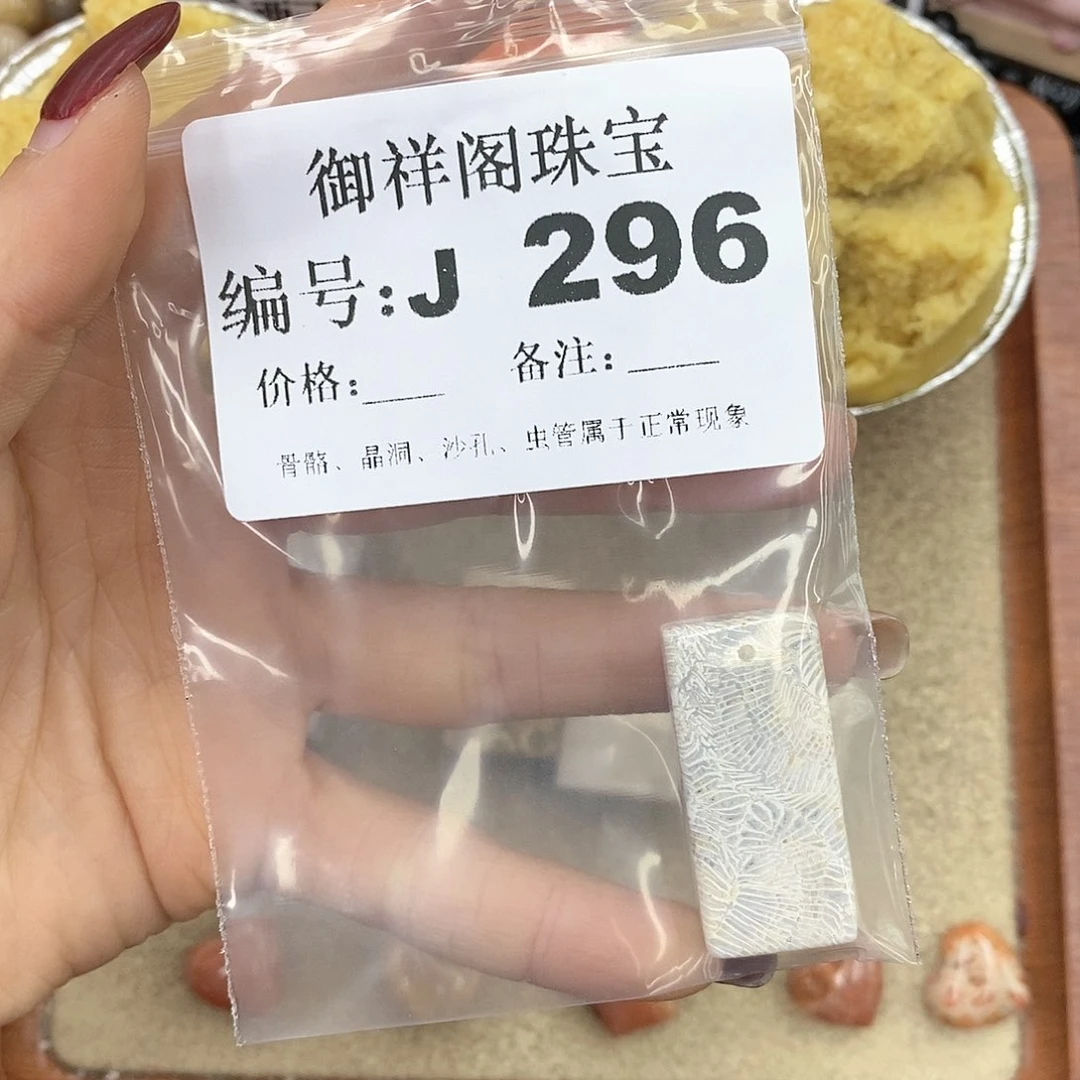 御祥阁珠宝
编号:J 296
价格:___ 备注:____
骨骼、晶洞、沙孔、虫管属于正常现象